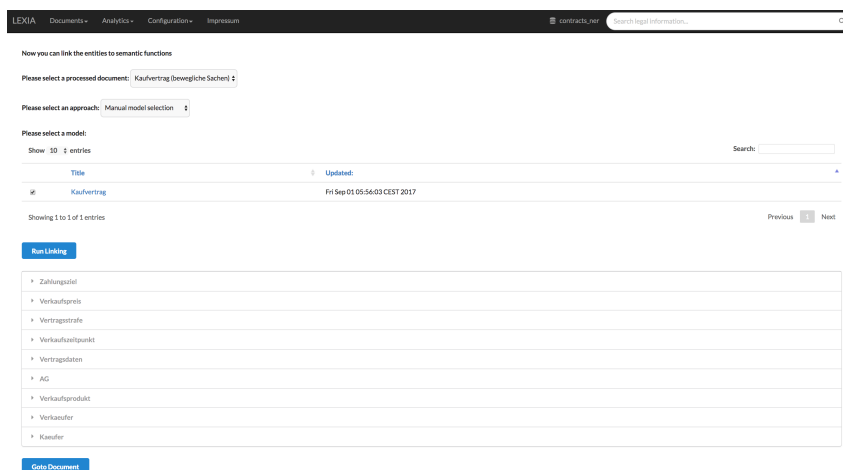 LEXIA Documents Analytics Configuration Impressum contracts_ner Search legal information...
Now you can link the entities to semantic functions
Please select a processed document: Kaufvertrag (bewegliche Sachen)
Please select an approach: Manual model selection
Please select a model:
Show 10 entries Search:
Title Updated:
Kaufvertrag Fri Sep 01 05:56:03 CEST 2017
Showing 1 to 1 of 1 entries Previous 1 Next
Run Linking
Zahlungsziel
Verkaufspreis
Vertragsstrafe
Verkaufszeitpunkt
Vertragsdaten
AG
Verkaufsprodukt
Verkaeufer
Kaeufer
Goto Document